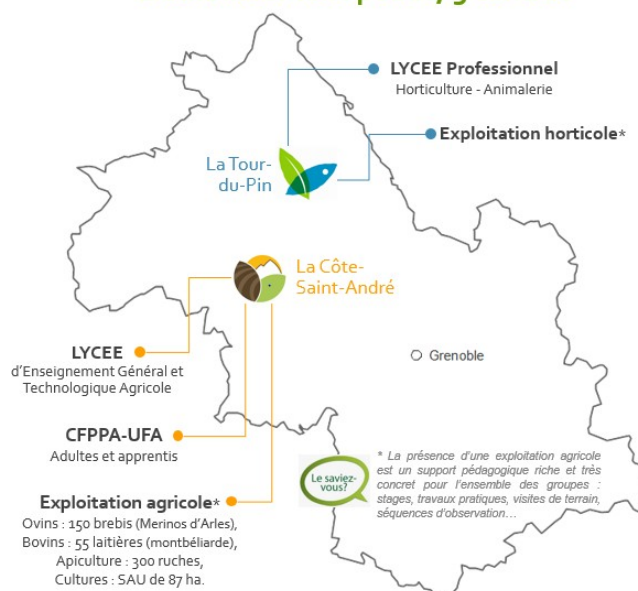 LYCEE Professionnel
Horticulture - Animalerie
Exploitation horticole*
La Tour-
du-Pin
La Côte-
Saint-André
LYCEE
d'Enseignement Général et
Technologique Agricole
Grenoble
CFPPA-UFA
Adultes et apprentis
Le saviez-
vous?
* La présence d'une exploitation agricole
est un support pédagogique riche et très
concret pour l'ensemble des groupes :
stages, travaux pratiques, visites de terrain,
séquences d'observation…
Exploitation agricole*
Ovins : 150 brebis (Merinos d'Arles),
Bovins : 55 laitières (montbéliarde),
Apiculture : 300 ruches,
Cultures : SAU de 87 ha.